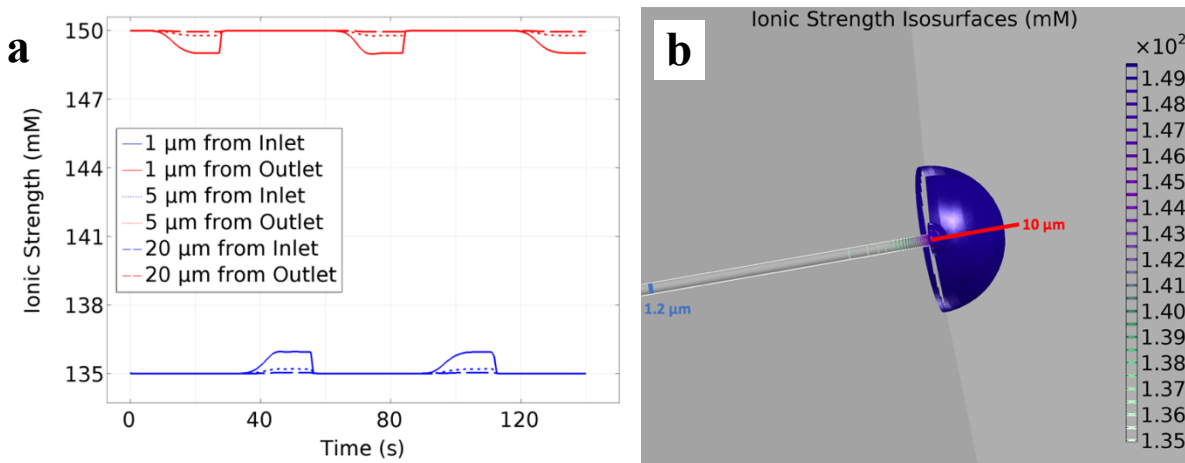 a
Ionic Strength (mM)
150
147
144
141
138
135
1 μm from Inlet
1 μm from Outlet
5 μm from Inlet
5 μm from Outlet
20 μm from Inlet
20 μm from Outlet
0
40
80
120
Time (s)
b
Ionic Strength Isosurfaces (mM)
×10²
1.49
1.48
1.47
1.46
1.45
1.44
1.43
1.42
1.41
1.40
1.39
1.38
1.37
1.36
1.35
10 μm
1.2 μm